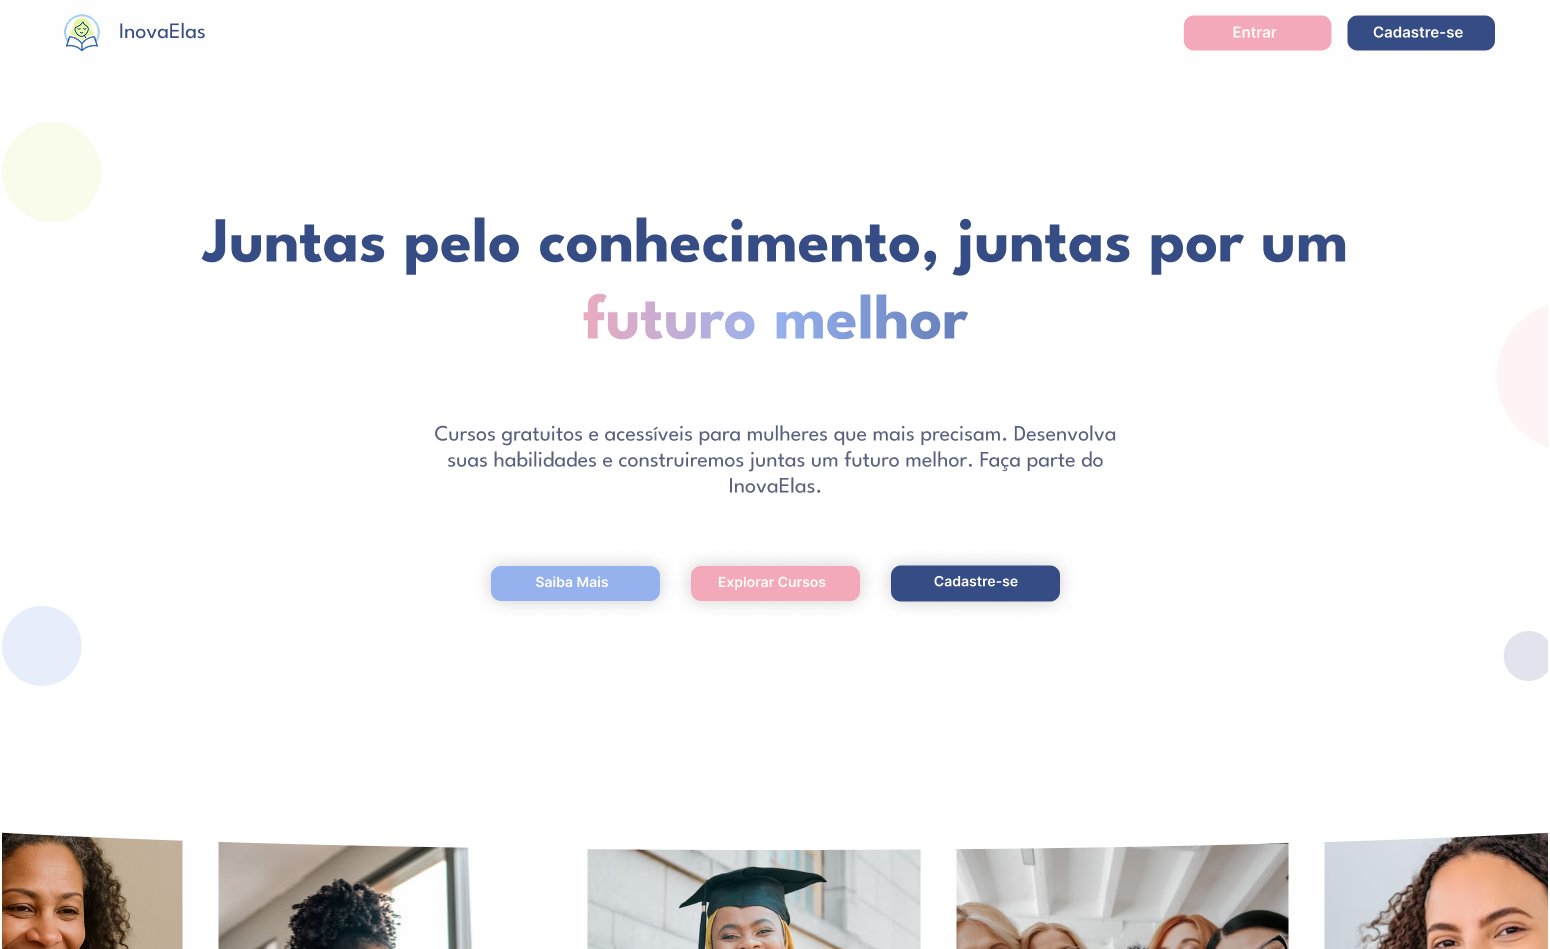 InovaElas
Entrar
Cadastre-se
Juntas pelo conhecimento, juntas por um
futuro melhor
Cursos gratuitos e acessíveis para mulheres que mais precisam. Desenvolva
suas habilidades e construiremos juntas um futuro melhor. Faça parte do
InovaElas.
Saiba Mais
Explorar Cursos
Cadastre-se